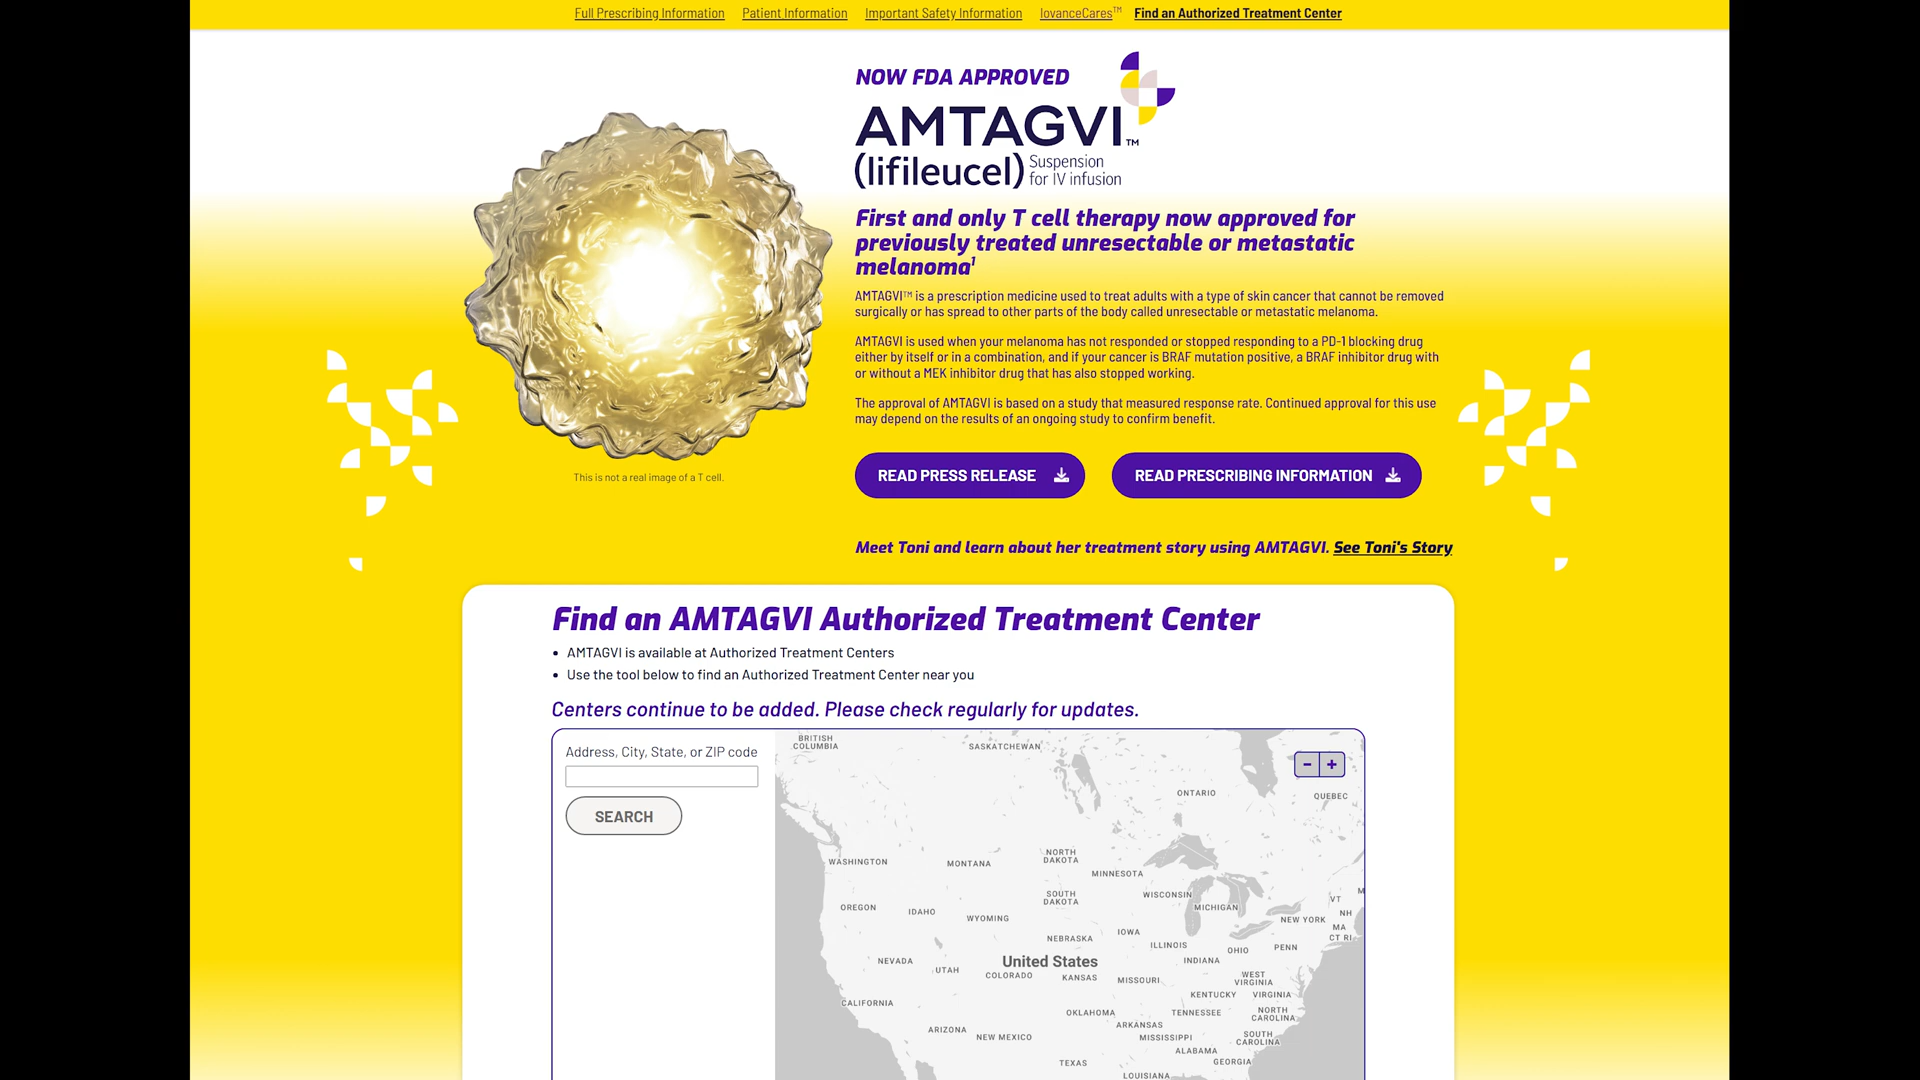 Full Prescribing Information Patient Information Important Safety Information IovanceCares™ Find an Authorized Treatment Center
NOW FDA APPROVED
AMTAGVI™
(lifileucel) Suspension
for IV infusion
First and only T cell therapy now approved for
previously treated unresectable or metastatic
melanoma¹
AMTAGVI™ is a prescription medicine used to treat adults with a type of skin cancer that cannot be removed
surgically or has spread to other parts of the body called unresectable or metastatic melanoma.
AMTAGVI is used when your melanoma has not responded or stopped responding to a PD-1 blocking drug
either by itself or in a combination, and if your cancer is BRAF mutation positive, a BRAF inhibitor drug with
or without a MEK inhibitor drug that has also stopped working.
The approval of AMTAGVI is based on a study that measured response rate. Continued approval for this use
may depend on the results of an ongoing study to confirm benefit.
This is not a real image of a T cell.
READ PRESS RELEASE
READ PRESCRIBING INFORMATION
Meet Toni and learn about her treatment story using AMTAGVI. See Toni's Story
Find an AMTAGVI Authorized Treatment Center
• AMTAGVI is available at Authorized Treatment Centers
• Use the tool below to find an Authorized Treatment Center near you
Centers continue to be added. Please check regularly for updates.
Address, City, State, or ZIP code
SEARCH
BRITISH
COLUMBIA
SASKATCHEWAN
- +
ONTARIO
QUEBEC
WASHINGTON
MONTANA
NORTH
DAKOTA
MINNESOTA
SOUTH
DAKOTA
WISCONSIN
MICHIGAN
M
VT
NH
OREGON
IDAHO
WYOMING
NEW YORK
MA
CT RI
NEBRASKA
IOWA
ILLINOIS
INDIANA
OHIO
PENN
NEVADA
UTAH
United States
COLORADO
KANSAS
MISSOURI
WEST
VIRGINIA
KENTUCKY
VIRGINIA
CALIFORNIA
OKLAHOMA
TENNESSEE
NORTH
CAROLINA
ARIZONA
NEW MEXICO
ARKANSAS
MISSISSIPPI
SOUTH
CAROLINA
ALABAMA
TEXAS
GEORGIA
LOUISIANA